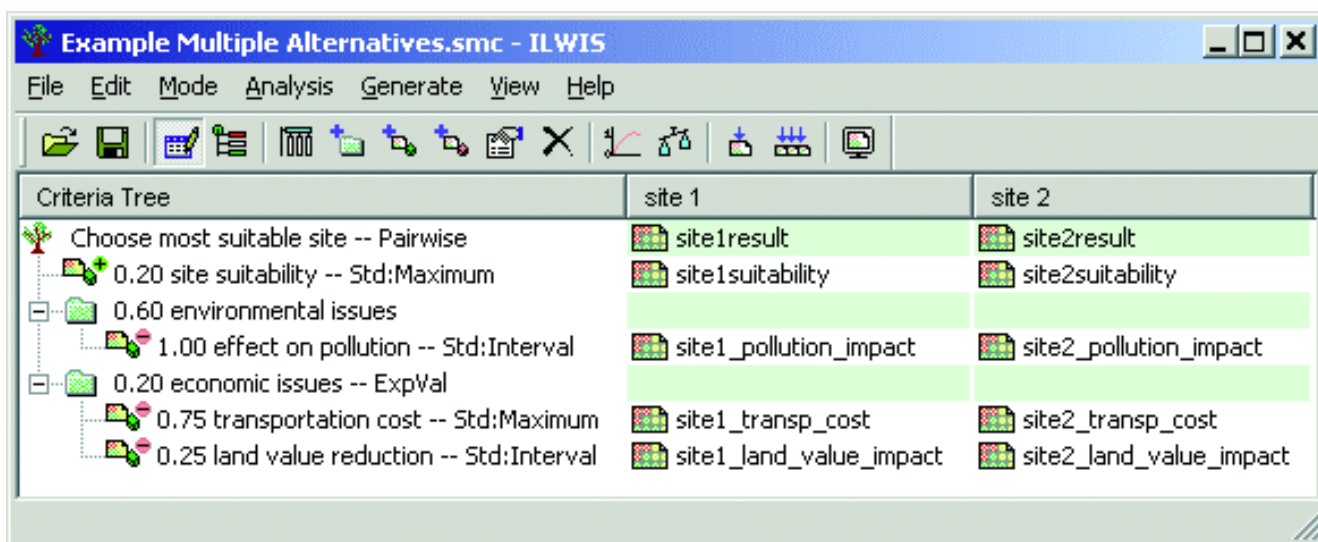 Example Multiple Alternatives.smc - ILWIS
File Edit Mode Analysis Generate View Help
Criteria Tree site 1 site 2
Choose most suitable site -- Pairwise site1result site2result
0.20 site suitability -- Std:Maximum site1suitability site2suitability
0.60 environmental issues
1.00 effect on pollution -- Std:Interval site1_pollution_impact site2_pollution_impact
0.20 economic issues -- ExpVal
0.75 transportation cost -- Std:Maximum site1_transp_cost site2_transp_cost
0.25 land value reduction -- Std:Interval site1_land_value_impact site2_land_value_impact